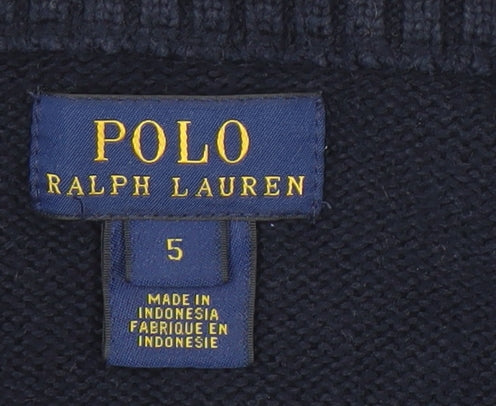 POLO
RALPH LAUREN
5
MADE IN
INDONESIA
FABRIQUE EN
INDONESIE